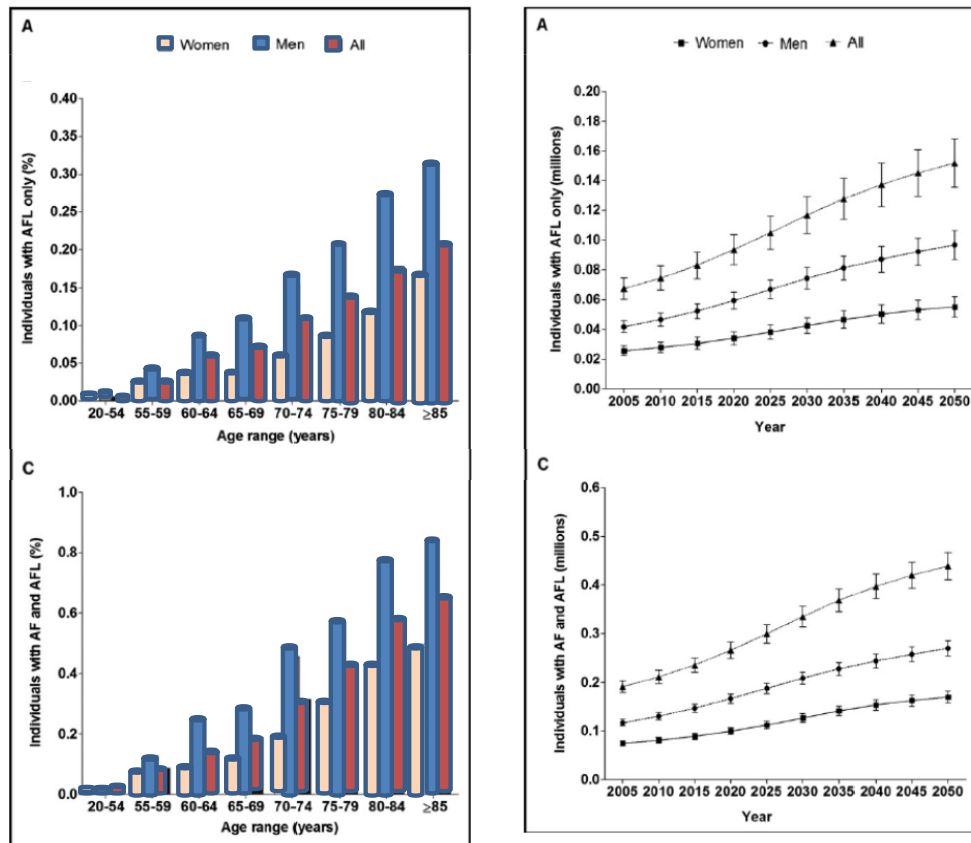 A
Women Men All
Individuals with AFL only (%)
0.40
0.35
0.30
0.25
0.20
0.15
0.10
0.05
0.00
20-54 55-59 60-64 65-69 70-74 75-79 80-84 ≥85
Age range (years)
C
Individuals with AF and AFL (%)
1.0
0.8
0.6
0.4
0.2
0.0
20-54 55-59 60-64 65-69 70-74 75-79 80-84 ≥85
Age range (years)
A
Women Men All
Individuals with AFL only (millions)
0.20
0.18
0.16
0.14
0.12
0.10
0.08
0.06
0.04
0.02
0.00
2005 2010 2015 2020 2025 2030 2035 2040 2045 2050
Year
C
Individuals with AF and AFL (millions)
0.6
0.5
0.4
0.3
0.2
0.1
0.0
2005 2010 2015 2020 2025 2030 2035 2040 2045 2050
Year